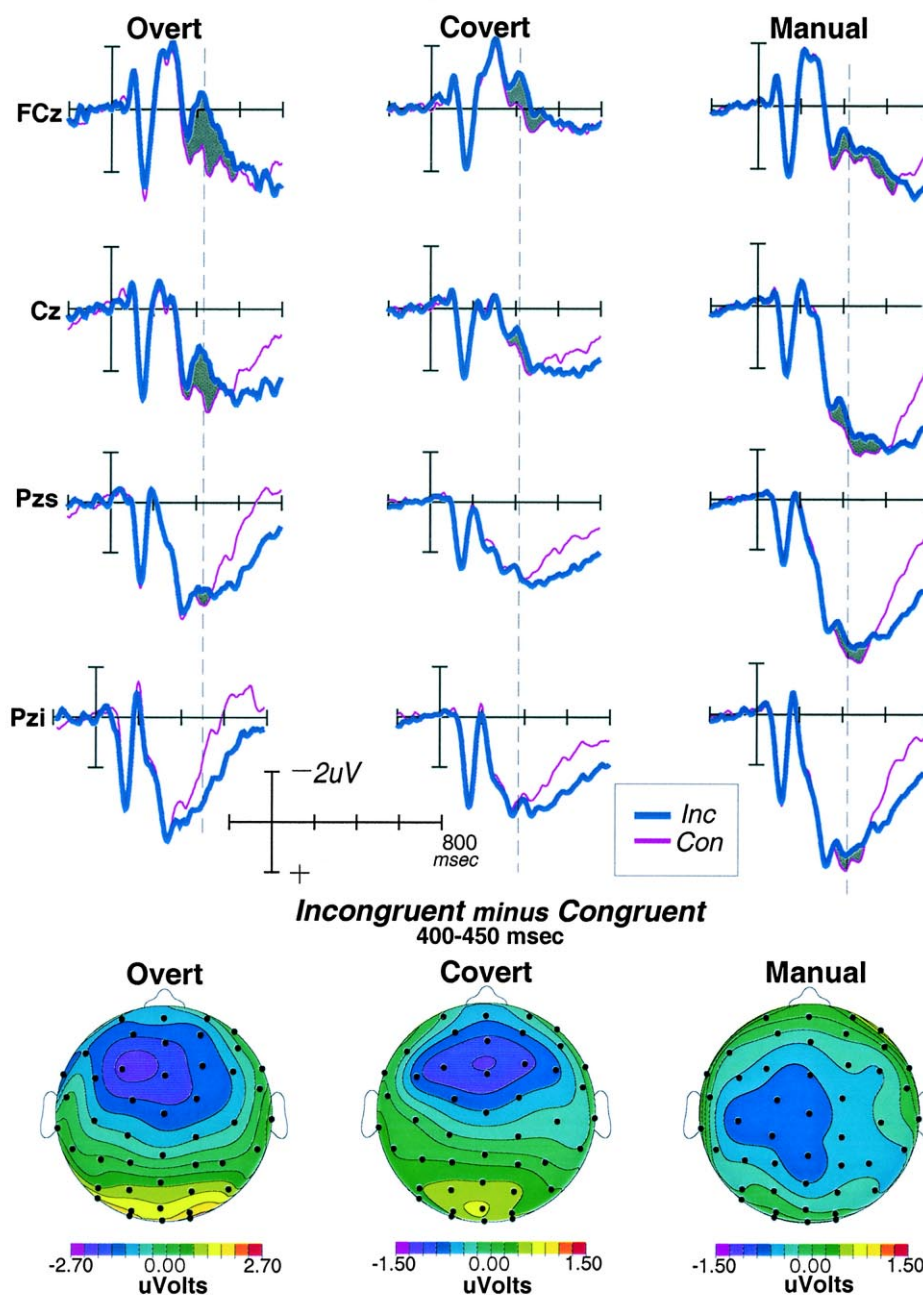 Overt Covert Manual
FCz
Cz
Pzs
Pzi
−2uV
+
800
msec
Inc
Con
Incongruent minus Congruent
400-450 msec
Overt Covert Manual
-2.70 0.00 2.70
uVolts
-1.50 0.00 1.50
uVolts
-1.50 0.00 1.50
uVolts